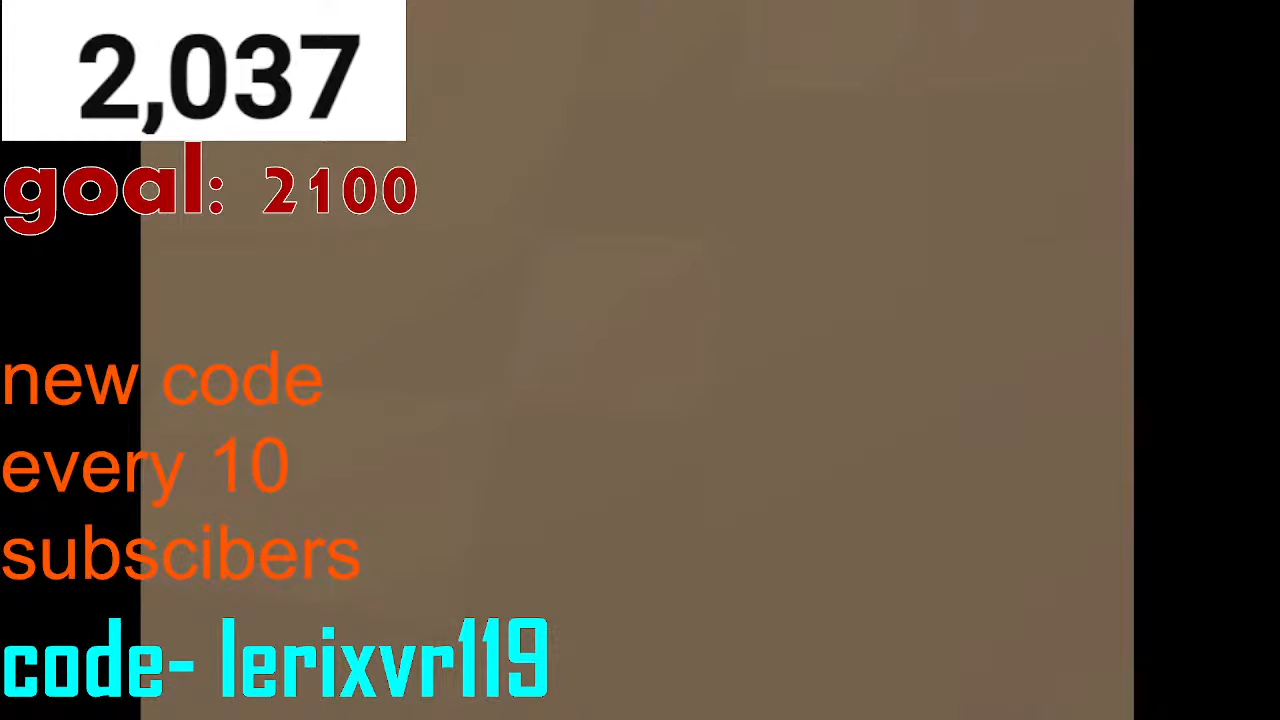 2,037
goal: 2100
new code
every 10
subscibers
code- lerixvr119